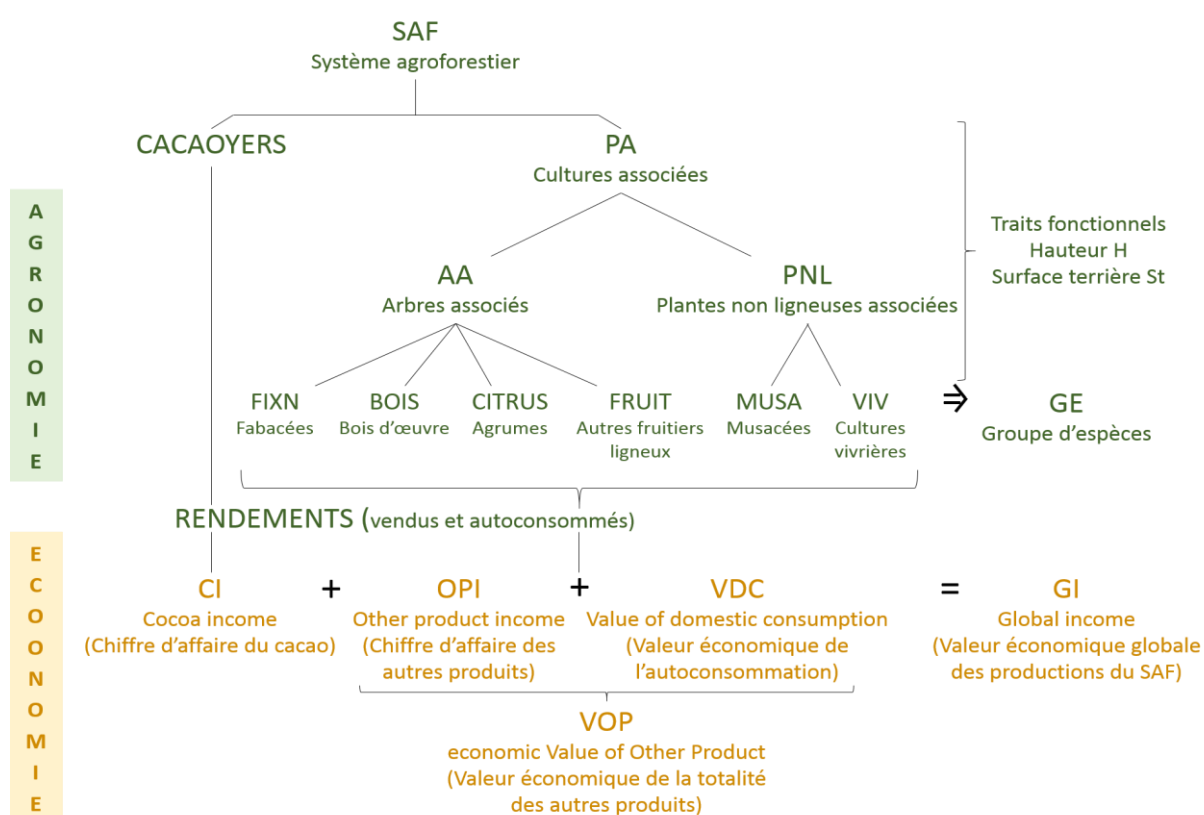 SAF
Système agroforestier
CACAOYERS
PA
Cultures associées
AGRONOMIE
Traits fonctionnels
Hauteur H
Surface terrière St
AA
Arbres associés
PNL
Plantes non ligneuses associées
FIXN
Fabacées
BOIS
Bois d'œuvre
CITRUS
Agrumes
FRUIT
Autres fruitiers
ligneux
MUSA
Musacées
VIV
Cultures
vivrières
⇒
GE
Groupe d'espèces
RENDEMENTS (vendus et autoconsommés)
ECOONOMIE
CI
Cocoa income
(Chiffre d'affaire du cacao)
+
OPI
Other product income
(Chiffre d'affaire des
autres produits)
+
VDC
Value of domestic consumption
(Valeur économique de
l'autoconsommation)
=
GI
Global income
(Valeur économique globale
des productions du SAF)
VOP
economic Value of Other Product
(Valeur économique de la totalité
des autres produits)